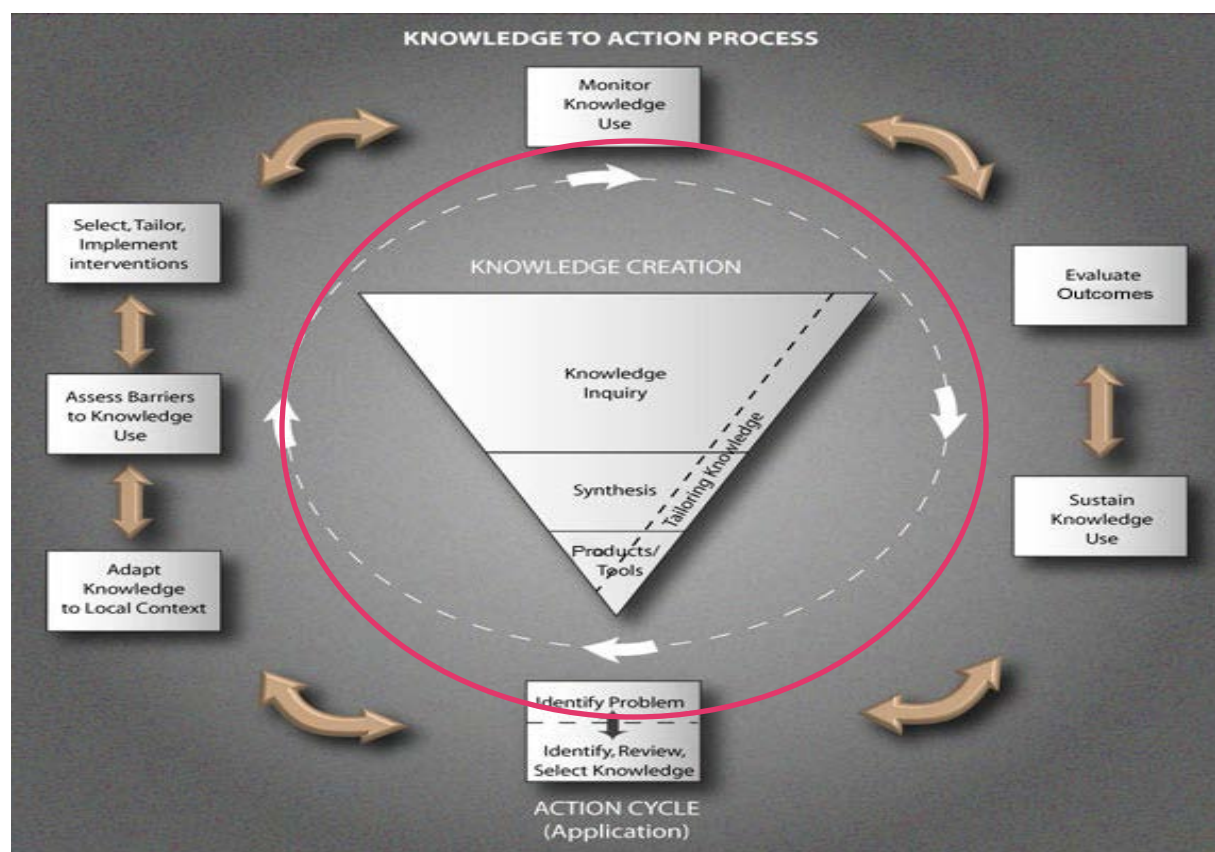 KNOWLEDGE TO ACTION PROCESS
Monitor
Knowledge
Use
Select, Tailor,
Implement
interventions
KNOWLEDGE CREATION
Evaluate
Outcomes
Knowledge
Inquiry
Assess Barriers
to Knowledge
Use
Tailoring Knowledge
Synthesis
Sustain
Knowledge
Use
Products/
Tools
Adapt
Knowledge
to Local Context
Identify Problem
Identify, Review,
Select Knowledge
ACTION CYCLE
(Application)